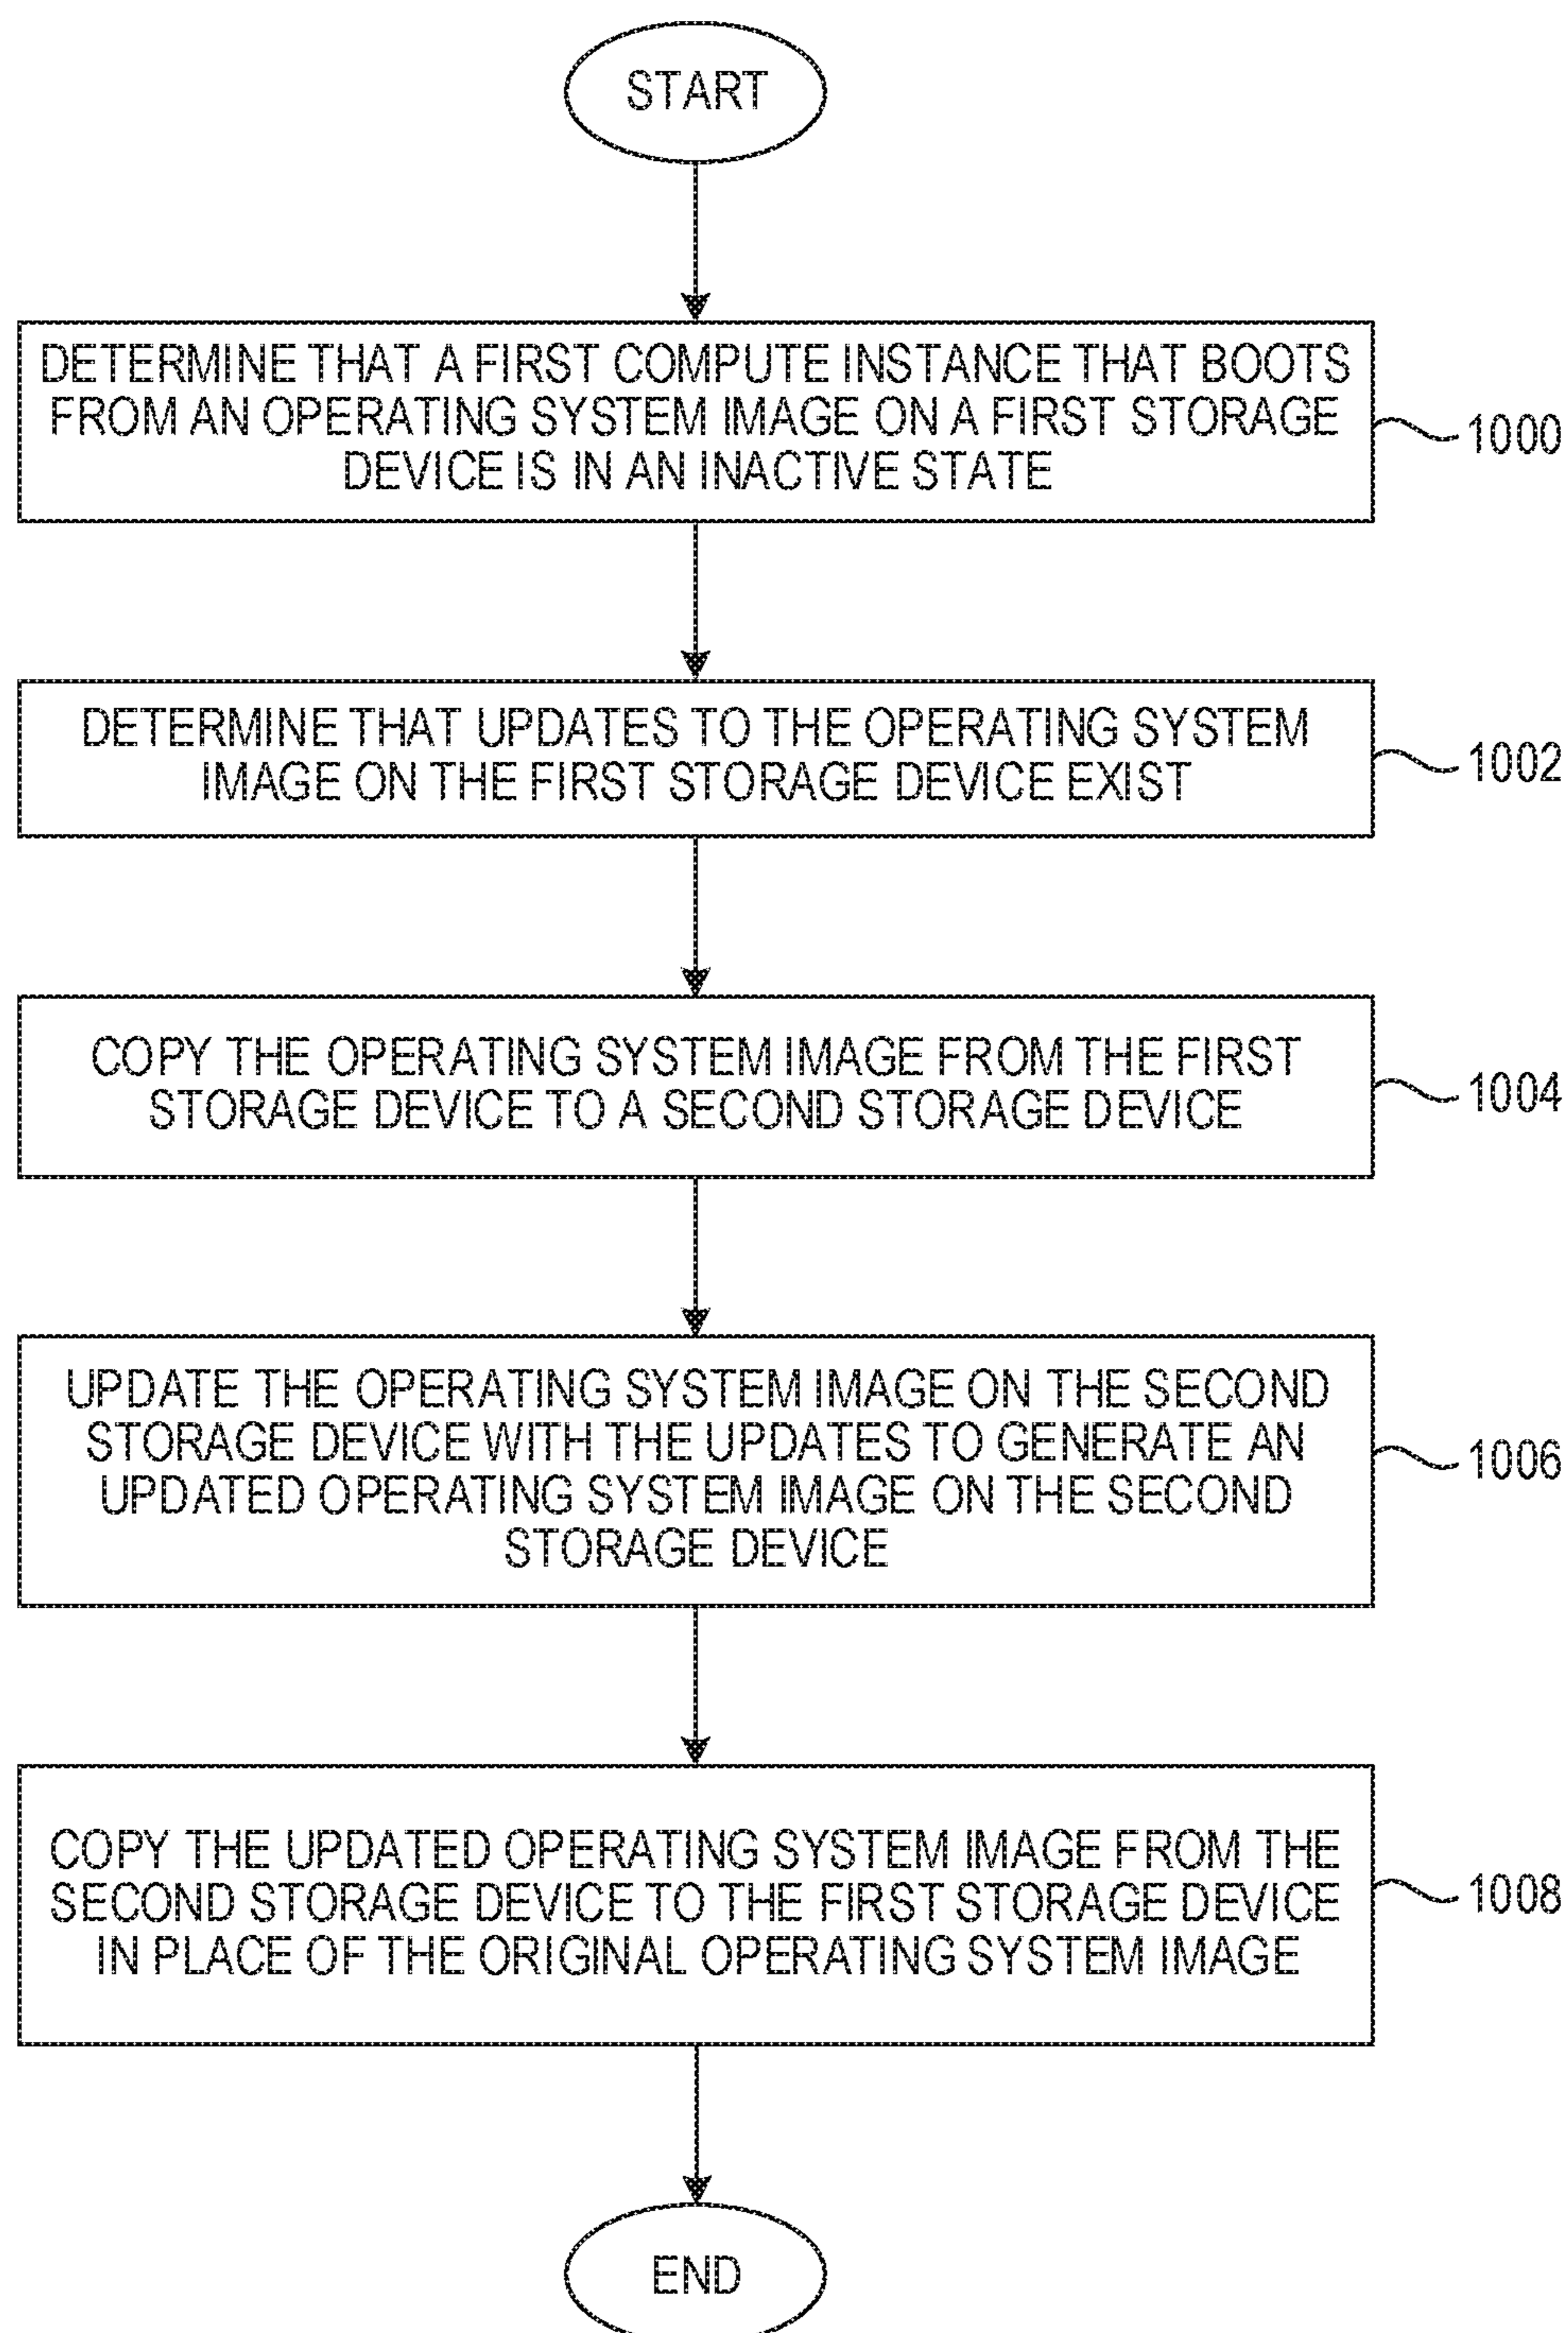 START
DETERMINE THAT A FIRST COMPUTE INSTANCE THAT BOOTS
FROM AN OPERATING SYSTEM IMAGE ON A FIRST STORAGE
DEVICE IS IN AN INACTIVE STATE
1000
DETERMINE THAT UPDATES TO THE OPERATING SYSTEM
IMAGE ON THE FIRST STORAGE DEVICE EXIST
1002
COPY THE OPERATING SYSTEM IMAGE FROM THE FIRST
STORAGE DEVICE TO A SECOND STORAGE DEVICE
1004
UPDATE THE OPERATING SYSTEM IMAGE ON THE SECOND
STORAGE DEVICE WITH THE UPDATES TO GENERATE AN
UPDATED OPERATING SYSTEM IMAGE ON THE SECOND
STORAGE DEVICE
1006
COPY THE UPDATED OPERATING SYSTEM IMAGE FROM THE
SECOND STORAGE DEVICE TO THE FIRST STORAGE DEVICE
IN PLACE OF THE ORIGINAL OPERATING SYSTEM IMAGE
1008
END